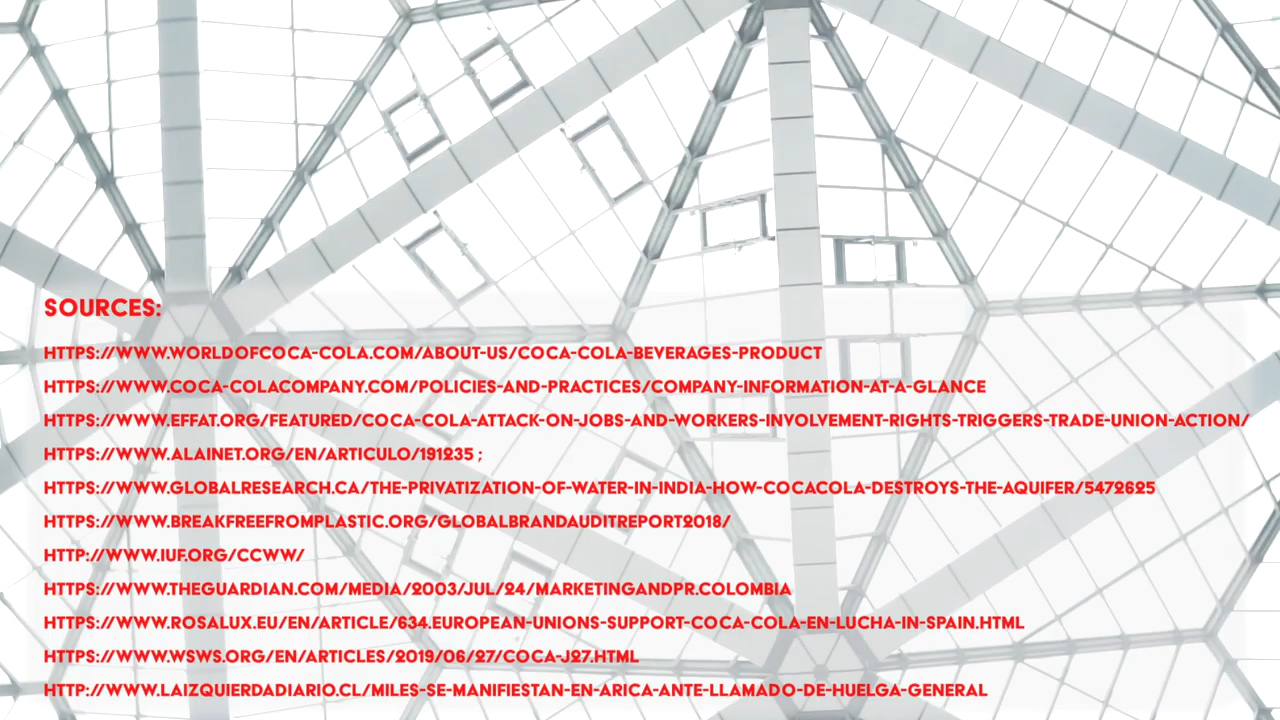 SOURCES:
HTTPS://WWW.WORLDOFCOCA-COLA.COM/ABOUT-US/COCA-COLA-BEVERAGES-PRODUCT
HTTPS://WWW.COCA-COLACOMPANY.COM/POLICIES-AND-PRACTICES/COMPANY-INFORMATION-AT-A-GLANCE
HTTPS://WWW.EFFAT.ORG/FEATURED/COCA-COLA-ATTACK-ON-JOBS-AND-WORKERS-INVOLVEMENT-RIGHTS-TRIGGERS-TRADE-UNION-ACTION/
HTTPS://WWW.ALAINET.ORG/EN/ARTICULO/191235 ;
HTTPS://WWW.GLOBALRESEARCH.CA/THE-PRIVATIZATION-OF-WATER-IN-INDIA-HOW-COCACOLA-DESTROYS-THE-AQUIFER/5472625
HTTPS://WWW.BREAKFREEFROMPLASTIC.ORG/GLOBALBRANDAUDITREPORT2018/
HTTP://WWW.IUF.ORG/CCWW/
HTTPS://WWW.THEGUARDIAN.COM/MEDIA/2003/JUL/24/MARKETINGANDPR.COLOMBIA
HTTPS://WWW.ROSALUX.EU/EN/ARTICLE/634.EUROPEAN-UNIONS-SUPPORT-COCA-COLA-EN-LUCHA-IN-SPAIN.HTML
HTTPS://WWW.WSWS.ORG/EN/ARTICLES/2019/06/27/COCA-J27.HTML
HTTP://WWW.LAIZQUIERDADIARIO.CL/MILES-SE-MANIFIESTAN-EN-ARICA-ANTE-LLAMADO-DE-HUELGA-GENERAL